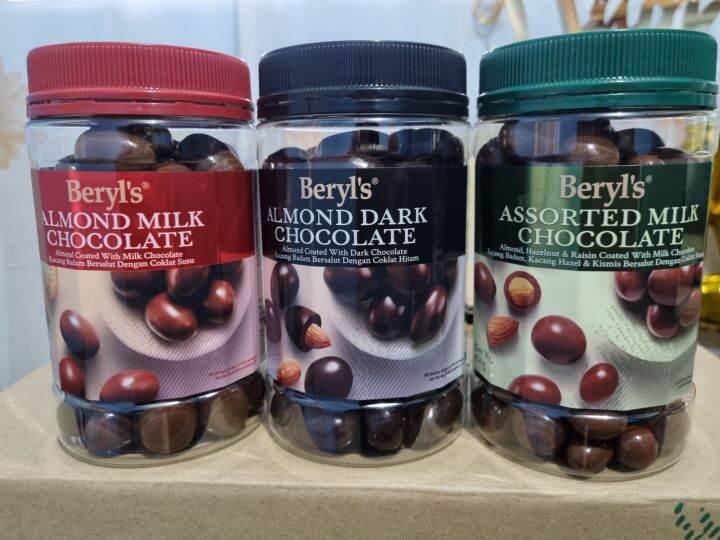 Beryl's®
ALMOND MILK
CHOCOLATE
Almond Coated With Milk Chocolate
Kacang Badam Bersalut Dengan Coklat Susu
Beryl's®
ALMOND DARK
CHOCOLATE
Almond Coated With Dark Chocolate
Kacang Badam Bersalut Dengan Coklat Hitam
Beryl's®
ASSORTED MILK
CHOCOLATE
Almond, Hazelnut & Raisin Coated With Milk Chocolate
Kacang Badam, Kacang Hazel & Kismis Bersalut Dengan Coklat Susu
Net Wt.